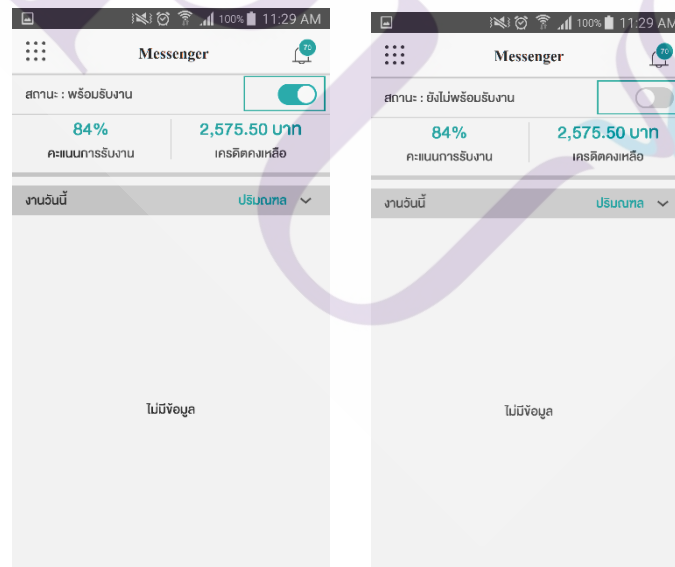 100% 11:29 AM
Messenger
70
สถานะ : พร้อมรับงาน
84% 2,575.50 บาท
คะแนนการรับงาน เครดิตคงเหลือ
งานวันนี้ ปริมณฑล
ไม่มีข้อมูล
100% 11:29 AM
Messenger
70
สถานะ : ยังไม่พร้อมรับงาน
84% 2,575.50 บาท
คะแนนการรับงาน เครดิตคงเหลือ
งานวันนี้ ปริมณฑล
ไม่มีข้อมูล